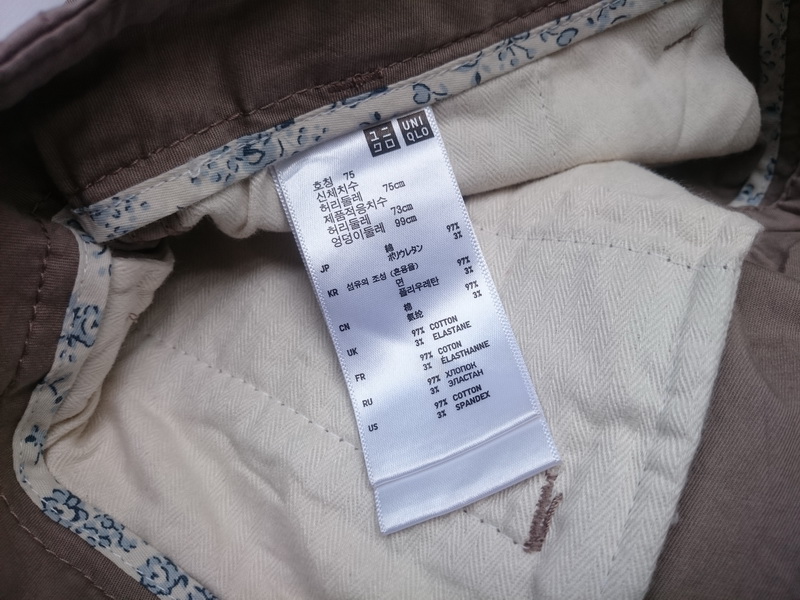 ユニ
クロ
UNI
QLO
호칭 75
신체치수
허리둘레 75cm
제품적용치수
허리둘레 73cm
엉덩이둘레 99cm
JP 綿 97%
ポリウレタン 3%
KR 섬유의 조성 (혼용율)
면 97%
폴리우레탄 3%
CN 棉 97%
氨纶 3%
UK 97% COTTON
3% ELASTANE
FR 97% COTON
3% ÉLASTHANNE
RU 97% ХЛОПОК
3% ЭЛАСТАН
US 97% COTTON
3% SPANDEX